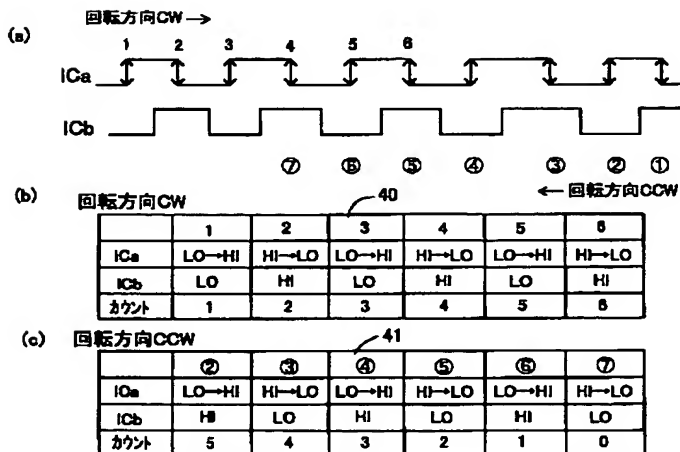 (a)
回転方向CW →
1 2 3 4 5 6
ICa
ICb
⑦ ⑥ ⑤ ④ ③ ② ①
← 回転方向CCW
(b) 回転方向CW
40
1 2 3 4 5 6
ICa LO→HI HI→LO LO→HI HI→LO LO→HI HI→LO
ICb LO HI LO HI LO HI
カウント 1 2 3 4 5 6
(c) 回転方向CCW
41
② ③ ④ ⑤ ⑥ ⑦
ICa LO→HI HI→LO LO→HI HI→LO LO→HI HI→LO
ICb HI LO HI LO HI LO
カウント 5 4 3 2 1 0